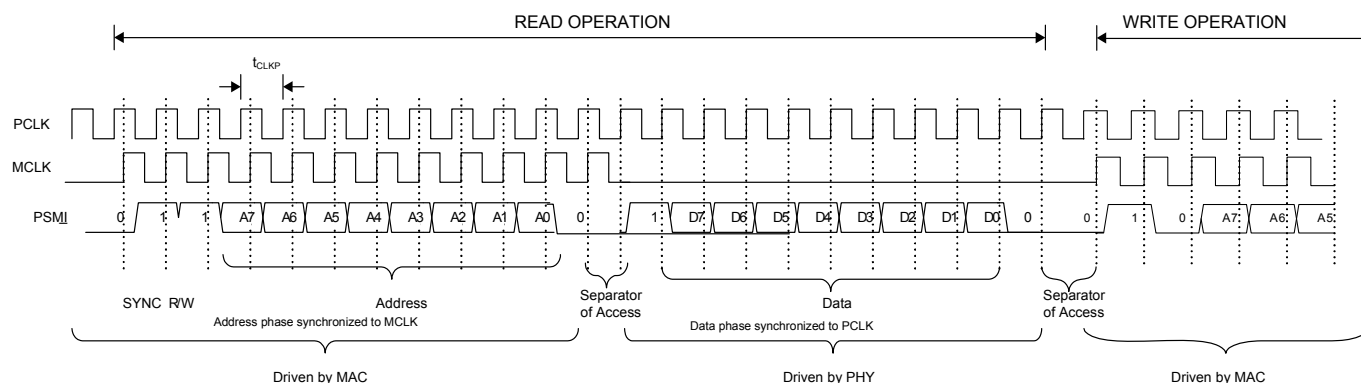 READ OPERATION WRITE OPERATION
tCLKP
PCLK
MCLK
PSMI 0 1 1 A7 A6 A5 A4 A3 A2 A1 A0 0 1 D7 D6 D5 D4 D3 D2 D1 D0 0 0 1 0 A7 A6 A5
SYNC R/W Address Separator of Access Data Separator of Access
Address phase synchronized to MCLK Data phase synchronized to PCLK
Driven by MAC Driven by PHY Driven by MAC